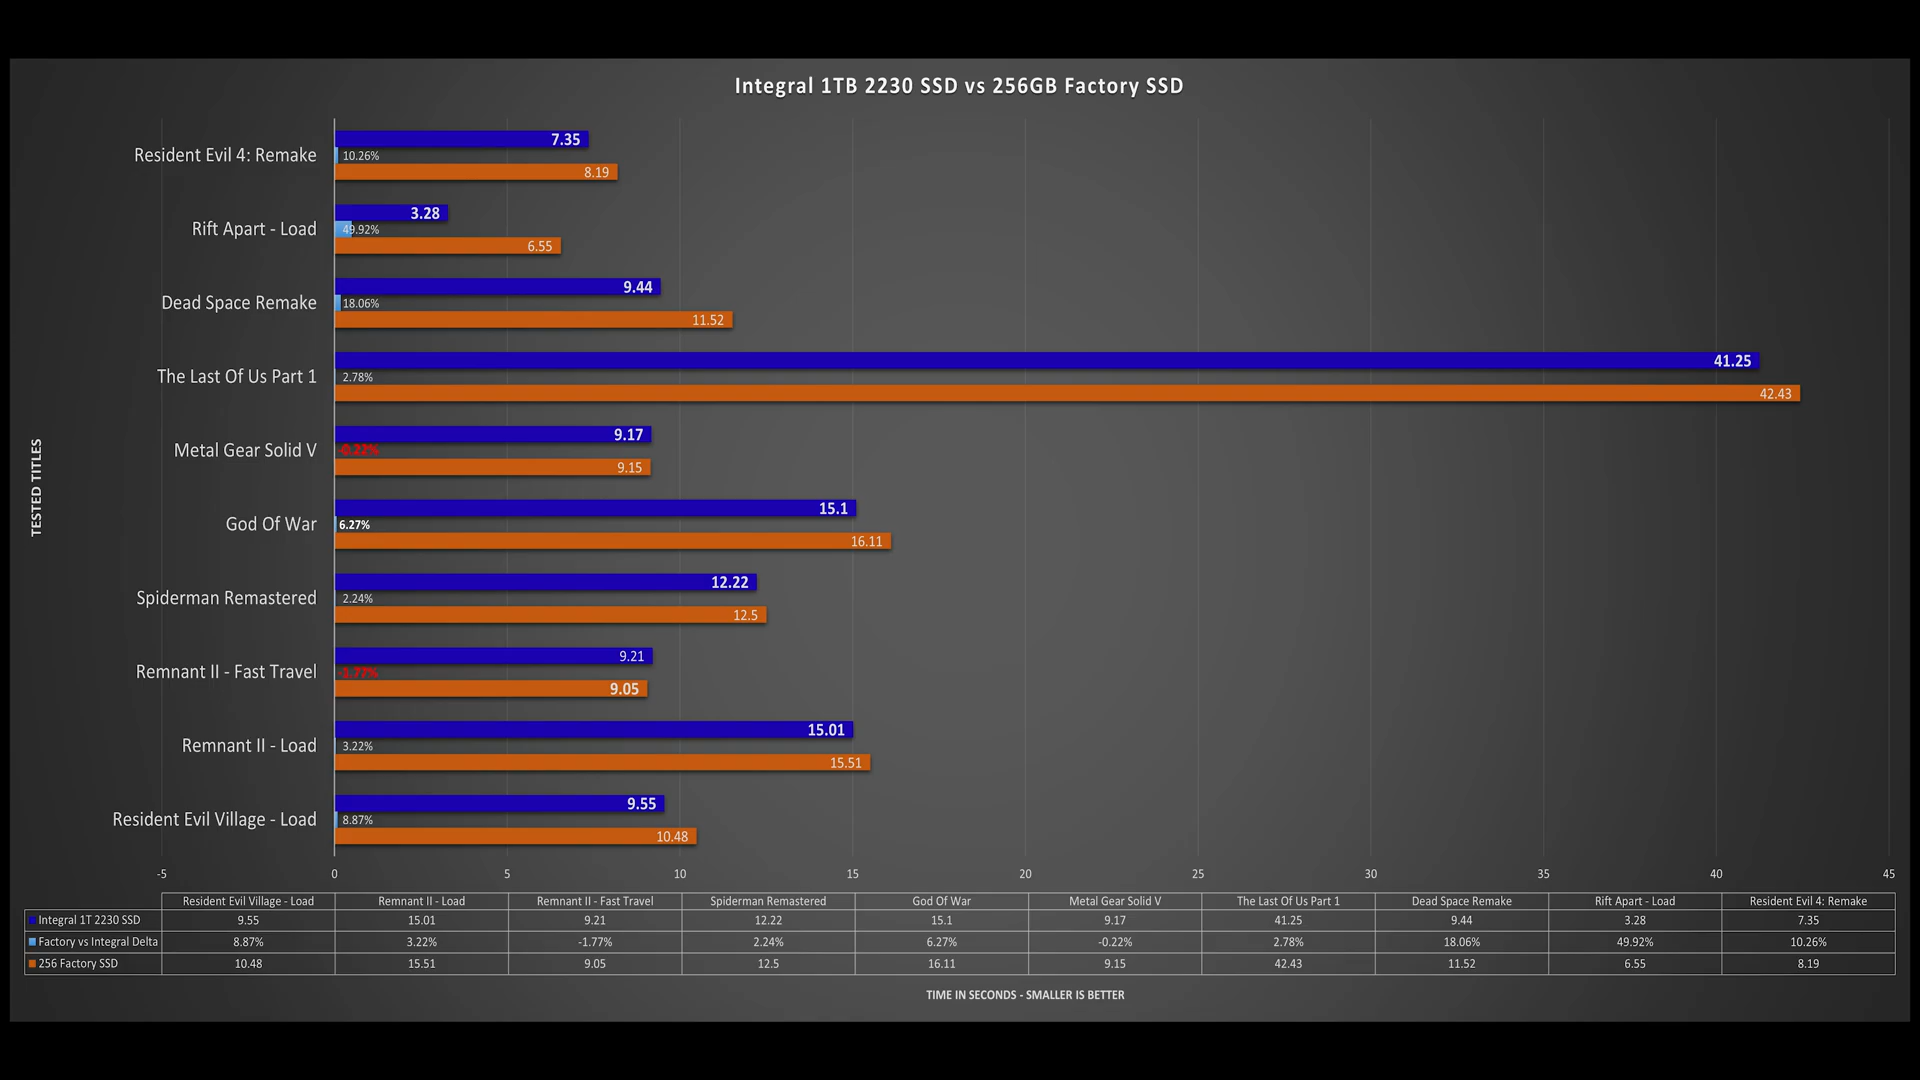 Integral 1TB 2230 SSD vs 256GB Factory SSD
TESTED TITLES
Resident Evil 4: Remake
7.35
10.26%
8.19
Rift Apart - Load
3.28
49.92%
6.55
Dead Space Remake
9.44
18.06%
11.52
The Last Of Us Part 1
41.25
2.78%
42.43
Metal Gear Solid V
9.17
-0.22%
9.15
God Of War
15.1
6.27%
16.11
Spiderman Remastered
12.22
2.24%
12.5
Remnant II - Fast Travel
9.21
-1.77%
9.05
Remnant II - Load
15.01
3.22%
15.51
Resident Evil Village - Load
9.55
8.87%
10.48
-5 0 5 10 15 20 25 30 35 40 45
Resident Evil Village - Load Remnant II - Load Remnant II - Fast Travel Spiderman Remastered God Of War Metal Gear Solid V The Last Of Us Part 1 Dead Space Remake Rift Apart - Load Resident Evil 4: Remake
Integral 1T 2230 SSD 9.55 15.01 9.21 12.22 15.1 9.17 41.25 9.44 3.28 7.35
Factory vs Integral Delta 8.87% 3.22% -1.77% 2.24% 6.27% -0.22% 2.78% 18.06% 49.92% 10.26%
256 Factory SSD 10.48 15.51 9.05 12.5 16.11 9.15 42.43 11.52 6.55 8.19
TIME IN SECONDS - SMALLER IS BETTER